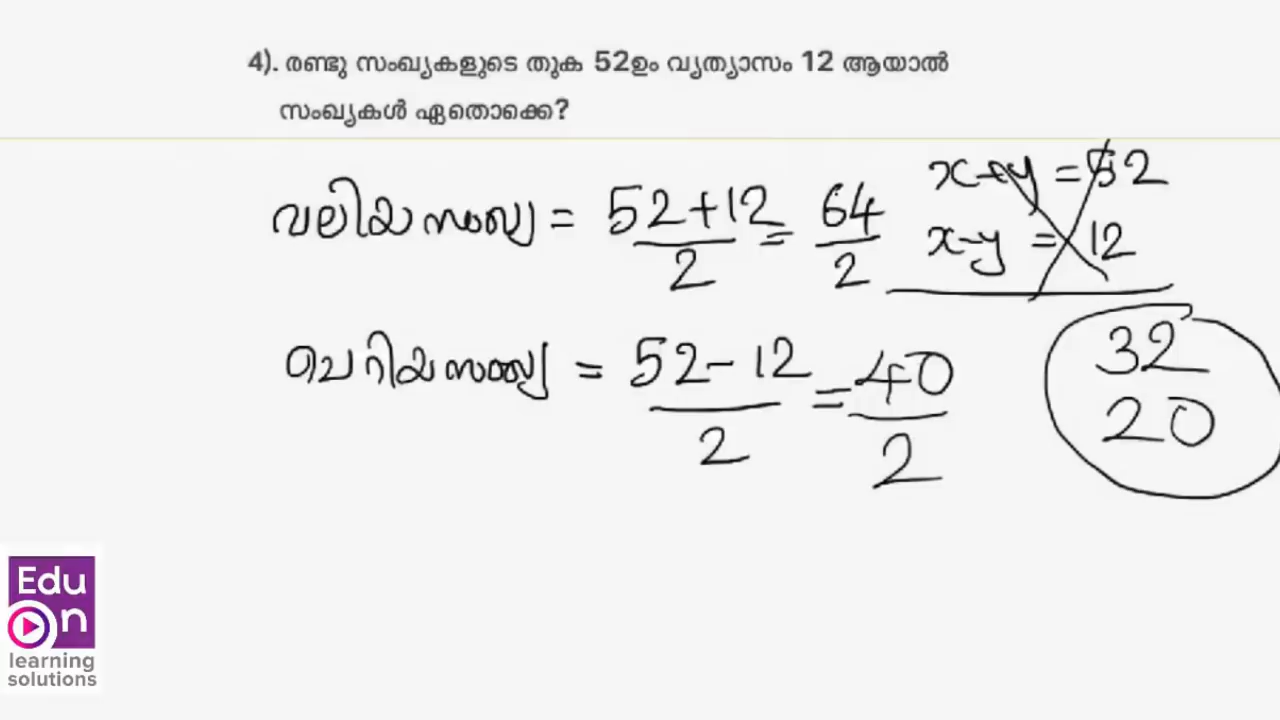 4). രണ്ടു സംഖ്യകളുടെ തുക 52ഉം വ്യത്യാസം 12 ആയാൽ
സംഖ്യകൾ ഏതൊക്കെ?
x+y = 52
x-y = 12
വലിയ സംഖ്യ = 52+12/2 = 64/2
ചെറിയ സംഖ്യ = 52-12/2 = 40/2
32
20
Edu
On
learning
solutions